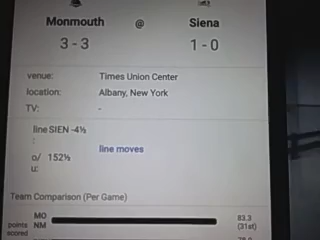 Monmouth @ Siena
3 - 3 1 - 0
venue: Times Union Center
location: Albany, New York
TV: -
line SIEN -4½
:
line moves
o/ 152½
u:
Team Comparison (Per Game)
MO
NM
points
scored
83.3
(31st)